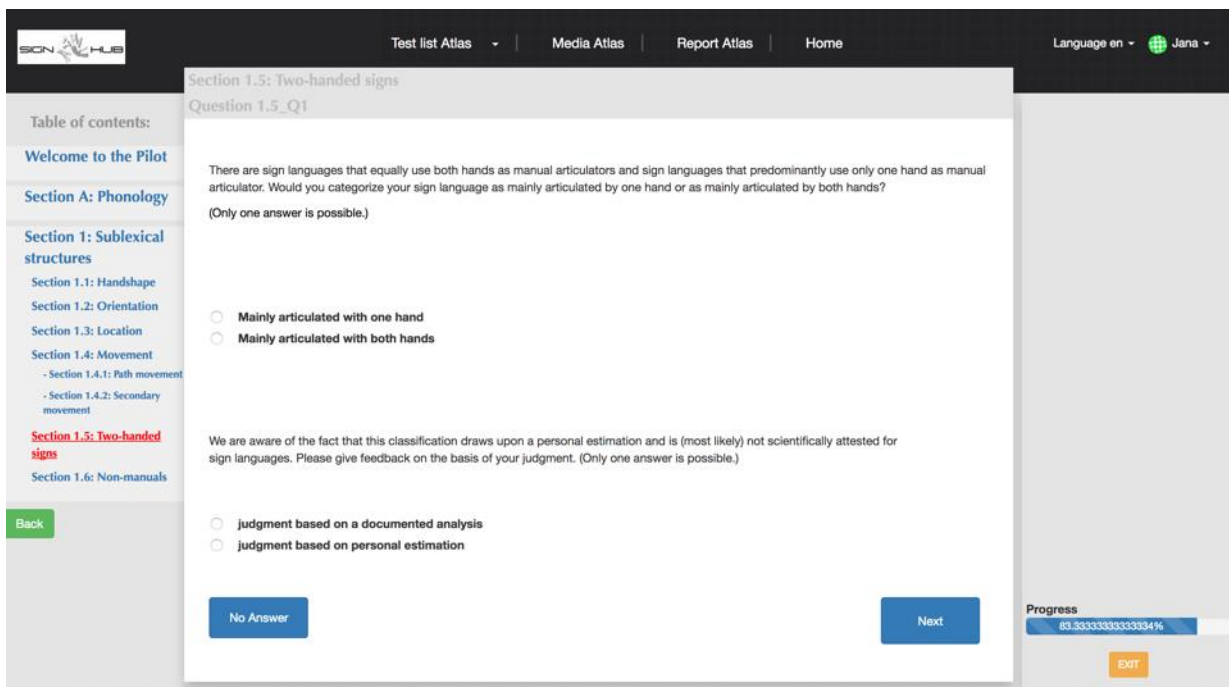 SIGN HUB
Test list Atlas
Media Atlas
Report Atlas
Home
Language en
Jana
Table of contents:
Welcome to the Pilot
Section A: Phonology
Section 1: Sublexical
structures
Section 1.1: Handshape
Section 1.2: Orientation
Section 1.3: Location
Section 1.4: Movement
- Section 1.4.1: Path movement
- Section 1.4.2: Secondary
movement
Section 1.5: Two-handed
signs
Section 1.6: Non-manuals
Back
Section 1.5: Two-handed signs
Question 1.5_Q1
There are sign languages that equally use both hands as manual articulators and sign languages that predominantly use only one hand as manual
articulator. Would you categorize your sign language as mainly articulated by one hand or as mainly articulated by both hands?
(Only one answer is possible.)
Mainly articulated with one hand
Mainly articulated with both hands
We are aware of the fact that this classification draws upon a personal estimation and is (most likely) not scientifically attested for
sign languages. Please give feedback on the basis of your judgment. (Only one answer is possible.)
judgment based on a documented analysis
judgment based on personal estimation
No Answer
Next
Progress
83.3333333333334%
EXIT